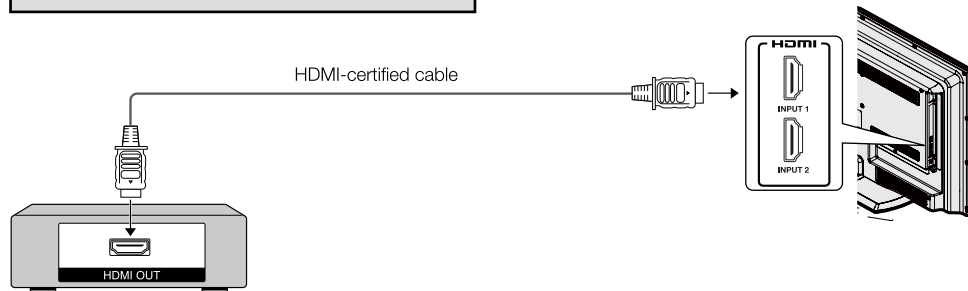 HDMI-certified cable
HDMI
INPUT 1
INPUT 2
HDMI OUT